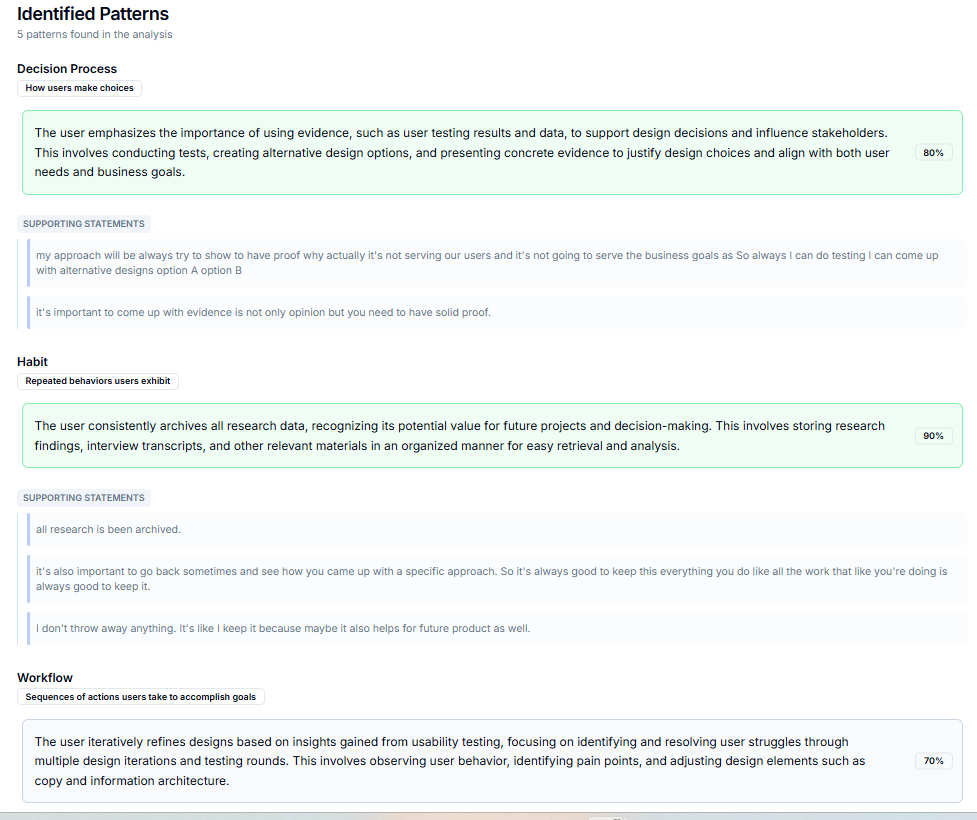 Identified Patterns
5 patterns found in the analysis
Decision Process
How users make choices
The user emphasizes the importance of using evidence, such as user testing results and data, to support design decisions and influence stakeholders.
This involves conducting tests, creating alternative design options, and presenting concrete evidence to justify design choices and align with both user
needs and business goals.
80%
SUPPORTING STATEMENTS
my approach will be always try to show to have proof why actually it's not serving our users and it's not going to serve the business goals as So always I can do testing I can come up
with alternative designs option A option B
it's important to come up with evidence is not only opinion but you need to have solid proof.
Habit
Repeated behaviors users exhibit
The user consistently archives all research data, recognizing its potential value for future projects and decision-making. This involves storing research
findings, interview transcripts, and other relevant materials in an organized manner for easy retrieval and analysis.
90%
SUPPORTING STATEMENTS
all research is been archived.
it's also important to go back sometimes and see how you came up with a specific approach. So it's always good to keep this everything you do like all the work that like you're doing is
always good to keep it.
I don't throw away anything. It's like I keep it because maybe it also helps for future product as well.
Workflow
Sequences of actions users take to accomplish goals
The user iteratively refines designs based on insights gained from usability testing, focusing on identifying and resolving user struggles through
multiple design iterations and testing rounds. This involves observing user behavior, identifying pain points, and adjusting design elements such as
copy and information architecture.
70%